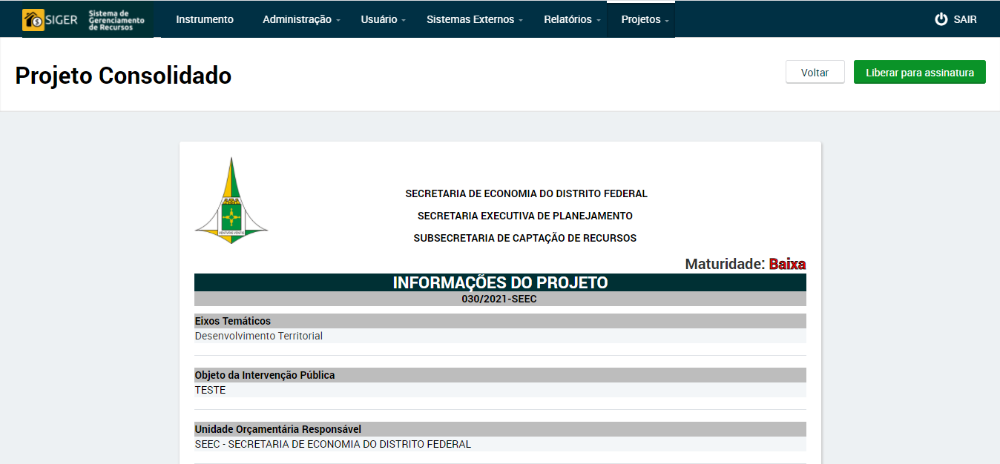 SIGER
Sistema de
Gerenciamento
de Recursos
Instrumento
Administração
Usuário
Sistemas Externos
Relatórios
Projetos
SAIR
Projeto Consolidado
Voltar
Liberar para assinatura
SECRETARIA DE ECONOMIA DO DISTRITO FEDERAL
SECRETARIA EXECUTIVA DE PLANEJAMENTO
SUBSECRETARIA DE CAPTAÇÃO DE RECURSOS
Maturidade: Baixa
INFORMAÇÕES DO PROJETO
030/2021-SEEC
Eixos Temáticos
Desenvolvimento Territorial
Objeto da Intervenção Pública
TESTE
Unidade Orçamentária Responsável
SEEC - SECRETARIA DE ECONOMIA DO DISTRITO FEDERAL